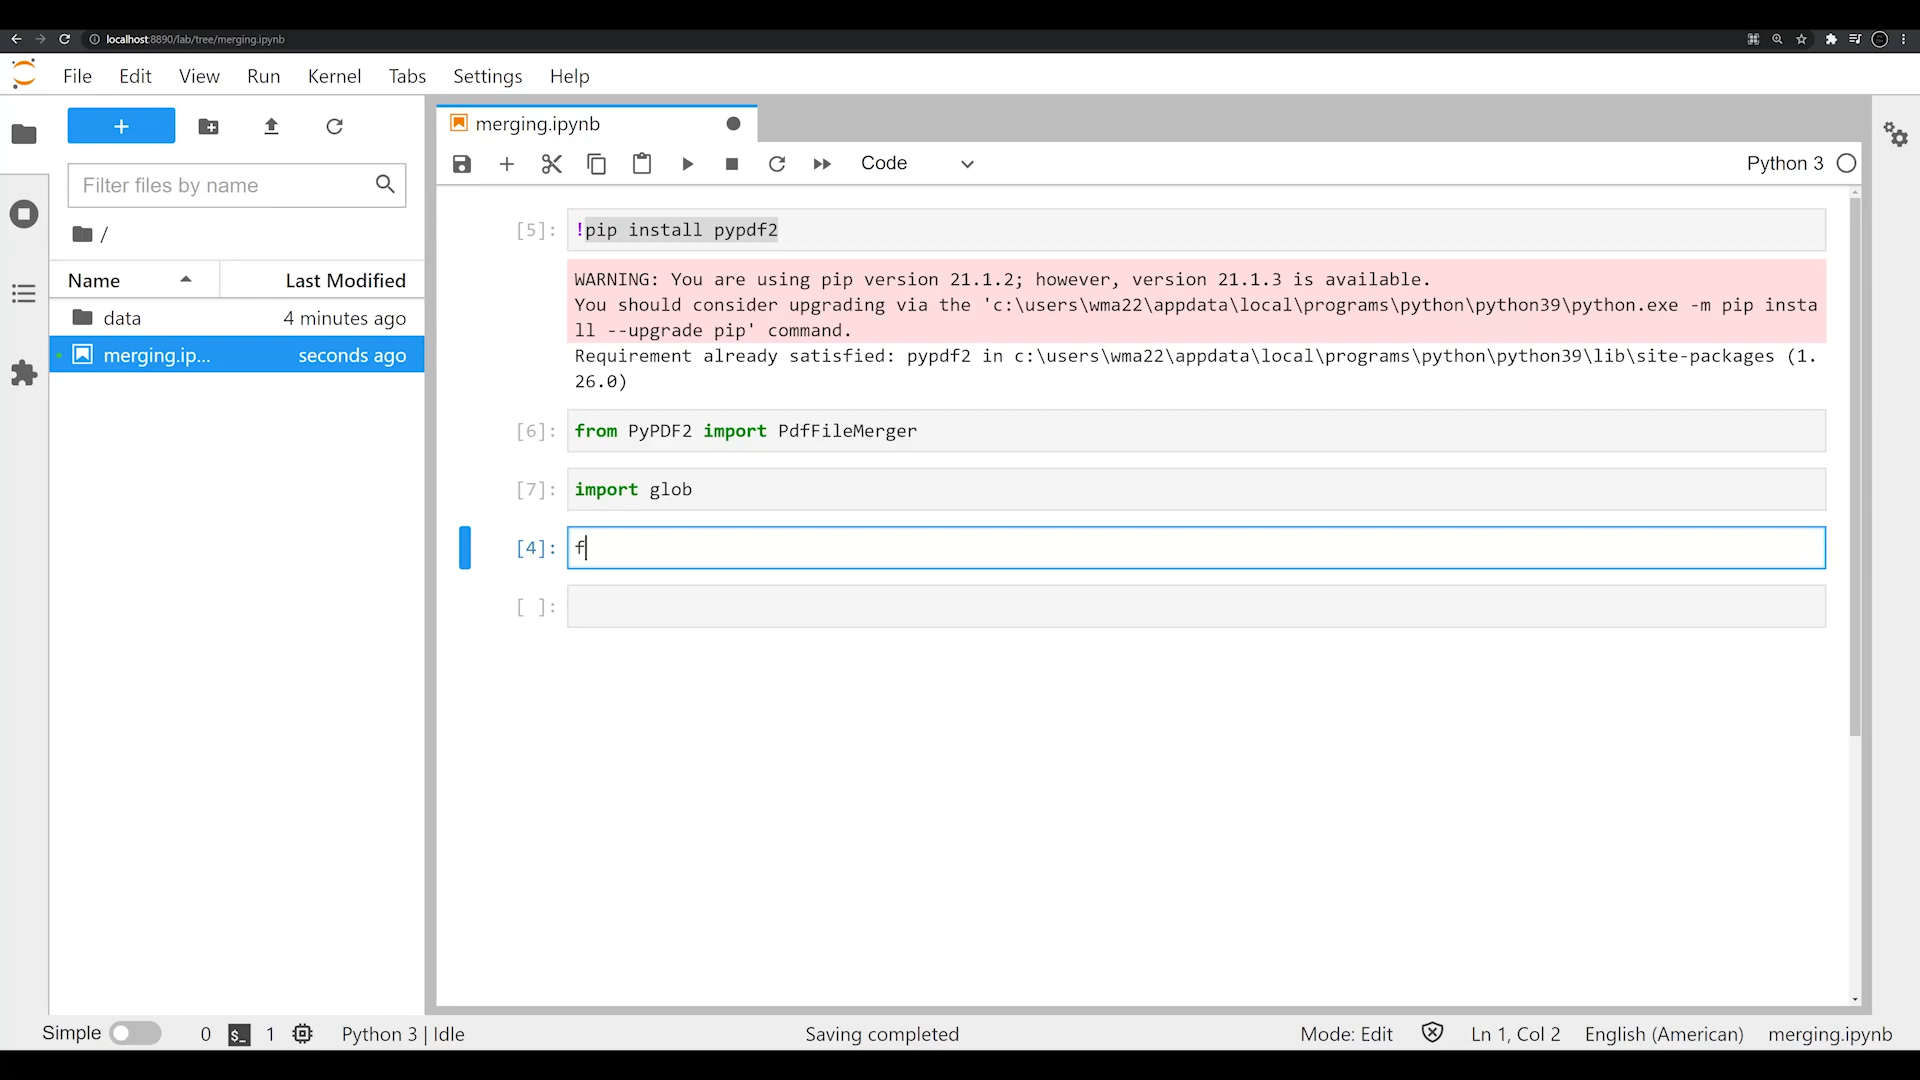 localhost:8890/lab/tree/merging.ipynb
File Edit View Run Kernel Tabs Settings Help
+
Filter files by name
/
Name Last Modified
data 4 minutes ago
merging.ip... seconds ago
merging.ipynb
Code
Python 3
[5]: !pip install pypdf2
WARNING: You are using pip version 21.1.2; however, version 21.1.3 is available.
You should consider upgrading via the 'c:\users\wma22\appdata\local\programs\python\python39\python.exe -m pip insta
ll --upgrade pip' command.
Requirement already satisfied: pypdf2 in c:\users\wma22\appdata\local\programs\python\python39\lib\site-packages (1.
26.0)
[6]: from PyPDF2 import PdfFileMerger
[7]: import glob
[4]: f
[ ]:
Simple 0 $_ 1 Python 3 | Idle Saving completed Mode: Edit Ln 1, Col 2 English (American) merging.ipynb